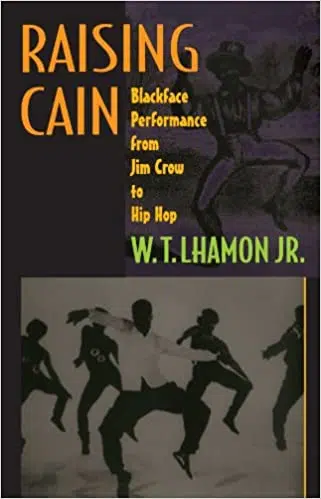 RAISING
CAIN
Blackface
Performance
from
Jim Crow
to
Hip Hop
W. T. LHAMON JR.